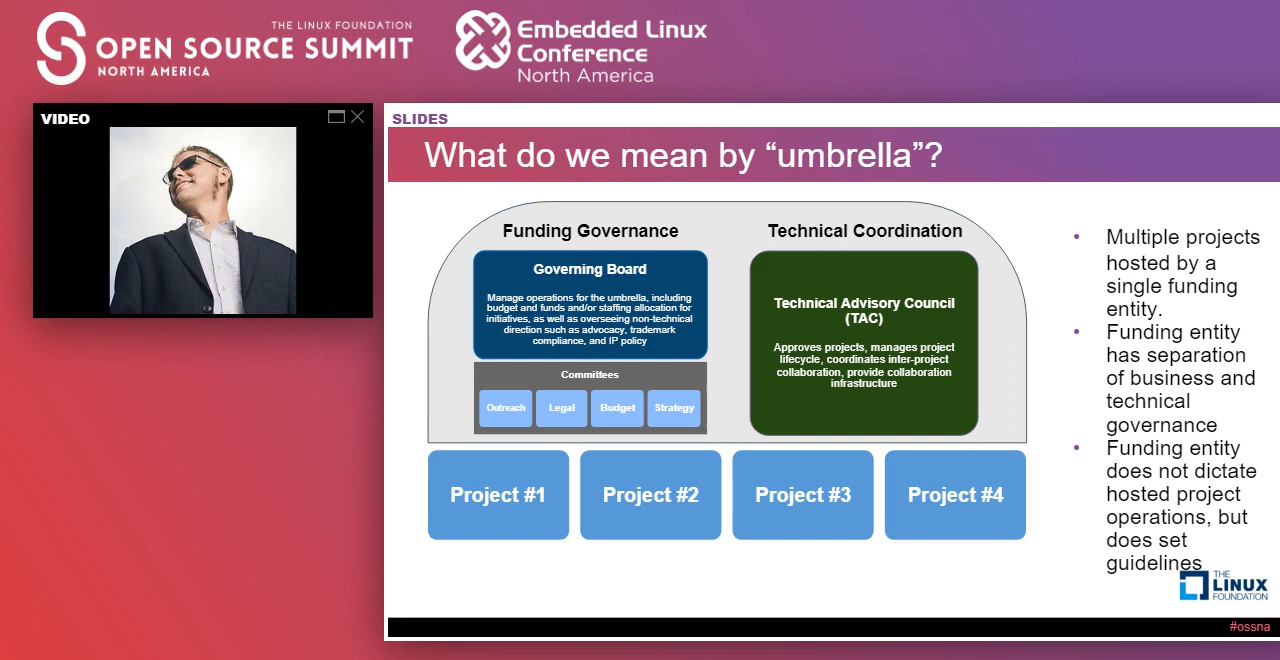 THE LINUX FOUNDATION
OPEN SOURCE SUMMIT
NORTH AMERICA
Embedded Linux
Conference
North America
VIDEO
SLIDES
What do we mean by “umbrella”?
Funding Governance
Governing Board
Manage operations for the umbrella, including
budget and funds and/or staffing allocation for
initiatives, as well as overseeing non-technical
direction such as advocacy, trademark
compliance, and IP policy
Committees
Outreach
Legal
Budget
Strategy
Technical Coordination
Technical Advisory Council
(TAC)
Approves projects, manages project
lifecycle, coordinates inter-project
collaboration, provide collaboration
infrastructure
Project #1
Project #2
Project #3
Project #4
• Multiple projects
hosted by a
single funding
entity.
• Funding entity
has separation
of business and
technical
governance
• Funding entity
does not dictate
hosted project
operations, but
does set
guidelines
THE
LINUX
FOUNDATION
#ossna